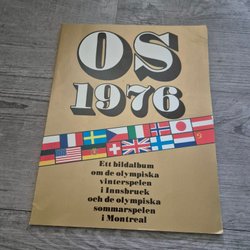 OS
1976
Ett bildalbum
om de olympiska
vinterspelen
i Innsbruck
och de olympiska
sommarspelen
i Montreal